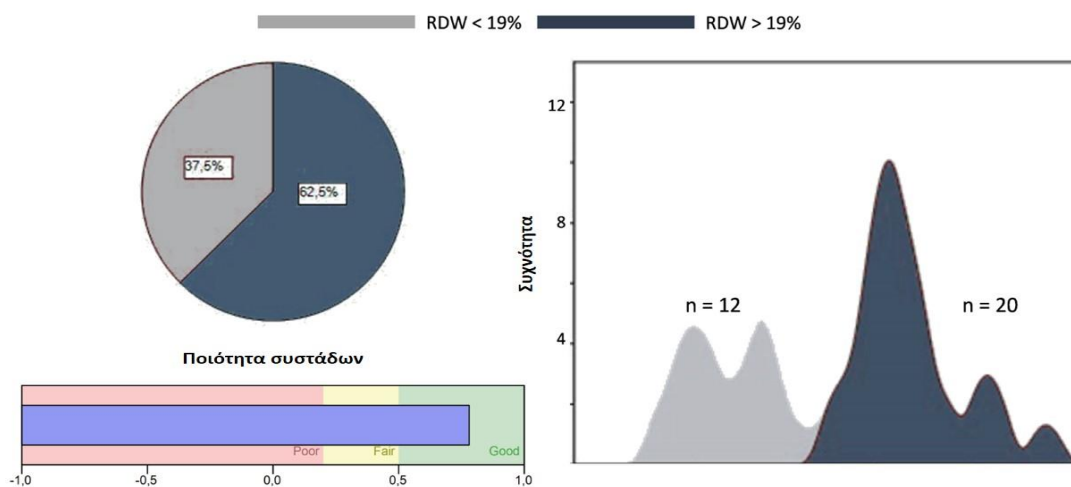 RDW < 19%
RDW > 19%
37,5%
62,5%
Ποιότητα συστάδων
Poor
Fair
Good
-1,0
-0,5
0,0
0,5
1,0
Συχνότητα
12
8
4
n = 12
n = 20